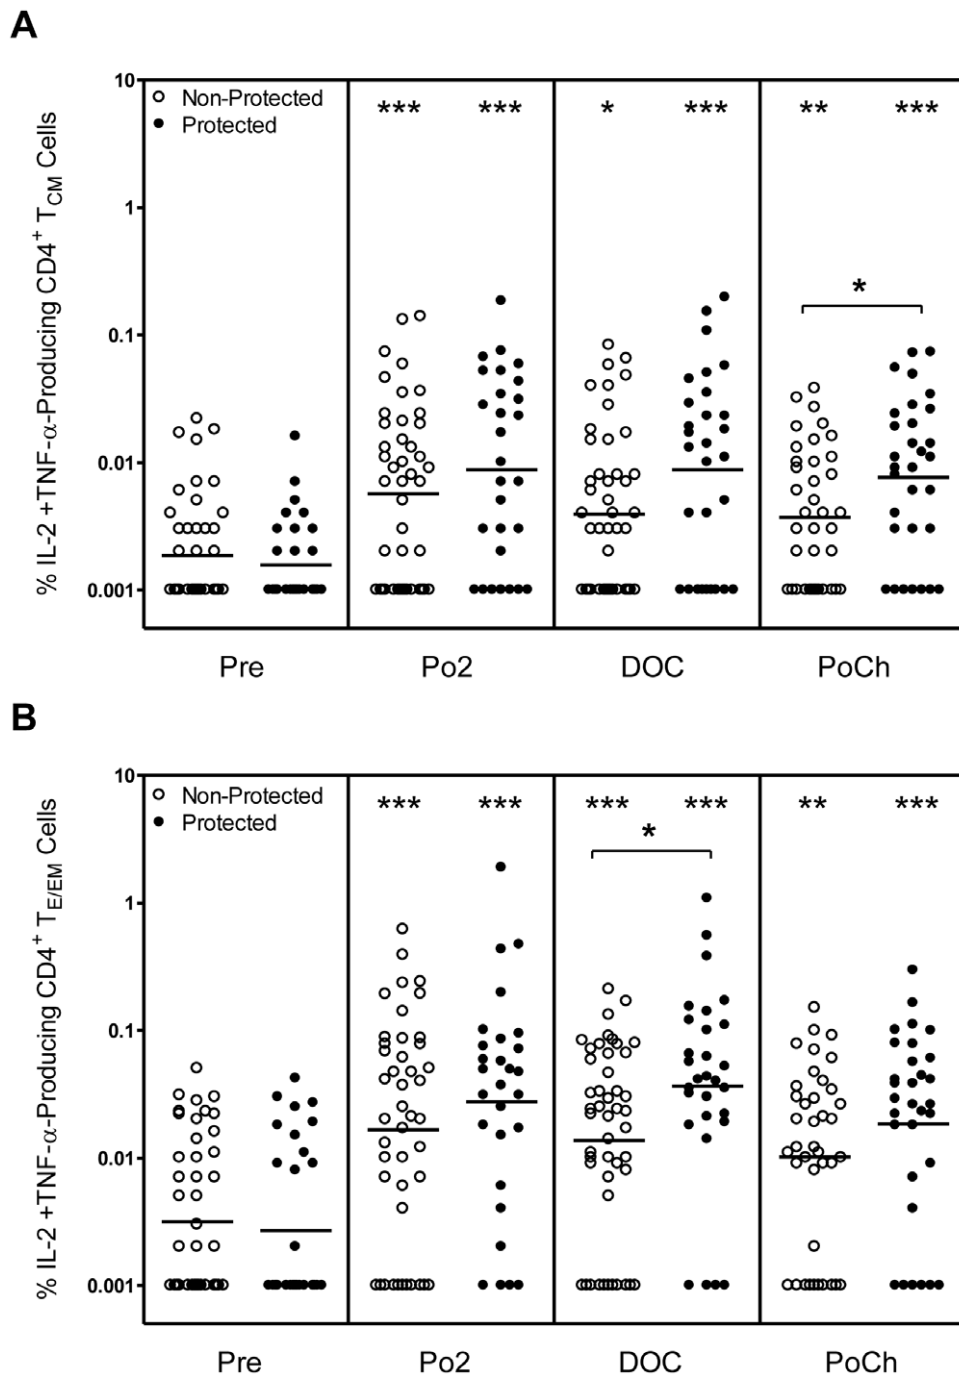 A
% IL-2 +TNF-α-Producing CD4⁺ T_CM Cells
10
1
0.1
0.01
0.001
Non-Protected
Protected
*** *** * *** ** ***
*
Pre Po2 DOC PoCh
B
% IL-2 +TNF-α-Producing CD4⁺ T_E/EM Cells
10
1
0.1
0.01
0.001
Non-Protected
Protected
*** *** *** *** ** ***
*
Pre Po2 DOC PoCh